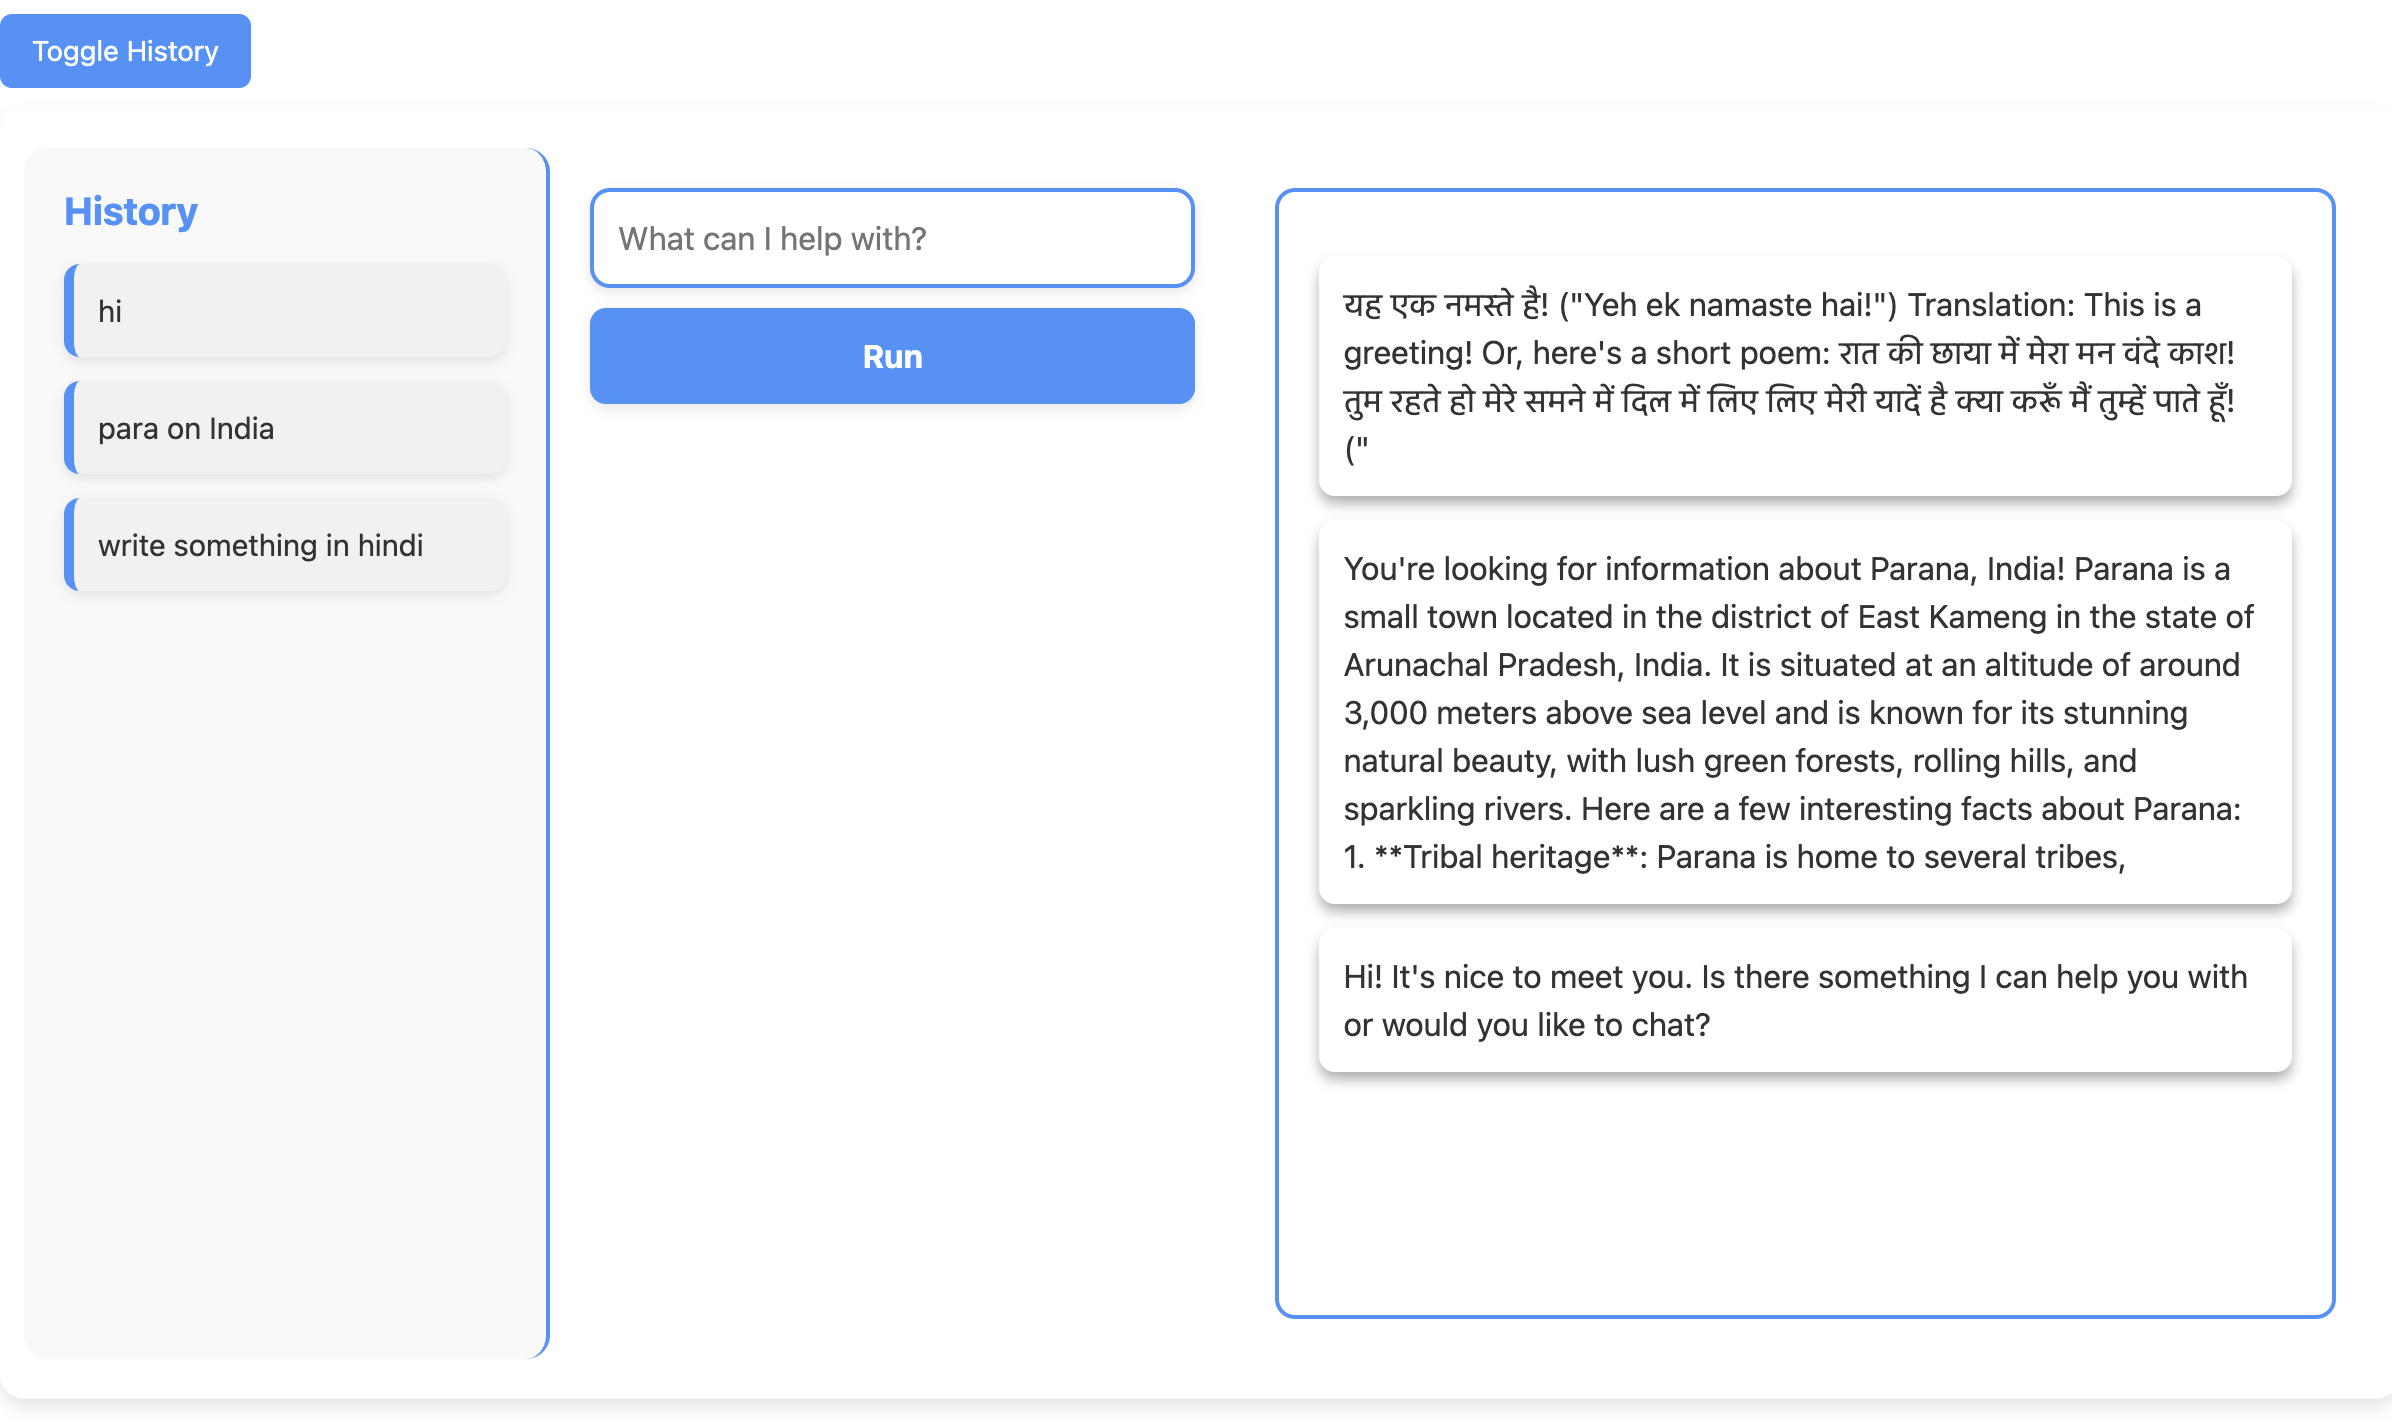 Toggle History
History
hi
para on India
write something in hindi
What can I help with?
Run
यह एक नमस्ते है! ("Yeh ek namaste hai!") Translation: This is a
greeting! Or, here's a short poem: रात की छाया में मेरा मन वंदे काश!
तुम रहते हो मेरे समने में दिल में लिए लिए मेरी यादें है क्या करूँ मैं तुम्हें पाते हूँ!
("
You're looking for information about Parana, India! Parana is a
small town located in the district of East Kameng in the state of
Arunachal Pradesh, India. It is situated at an altitude of around
3,000 meters above sea level and is known for its stunning
natural beauty, with lush green forests, rolling hills, and
sparkling rivers. Here are a few interesting facts about Parana:
1. **Tribal heritage**: Parana is home to several tribes,
Hi! It's nice to meet you. Is there something I can help you with
or would you like to chat?